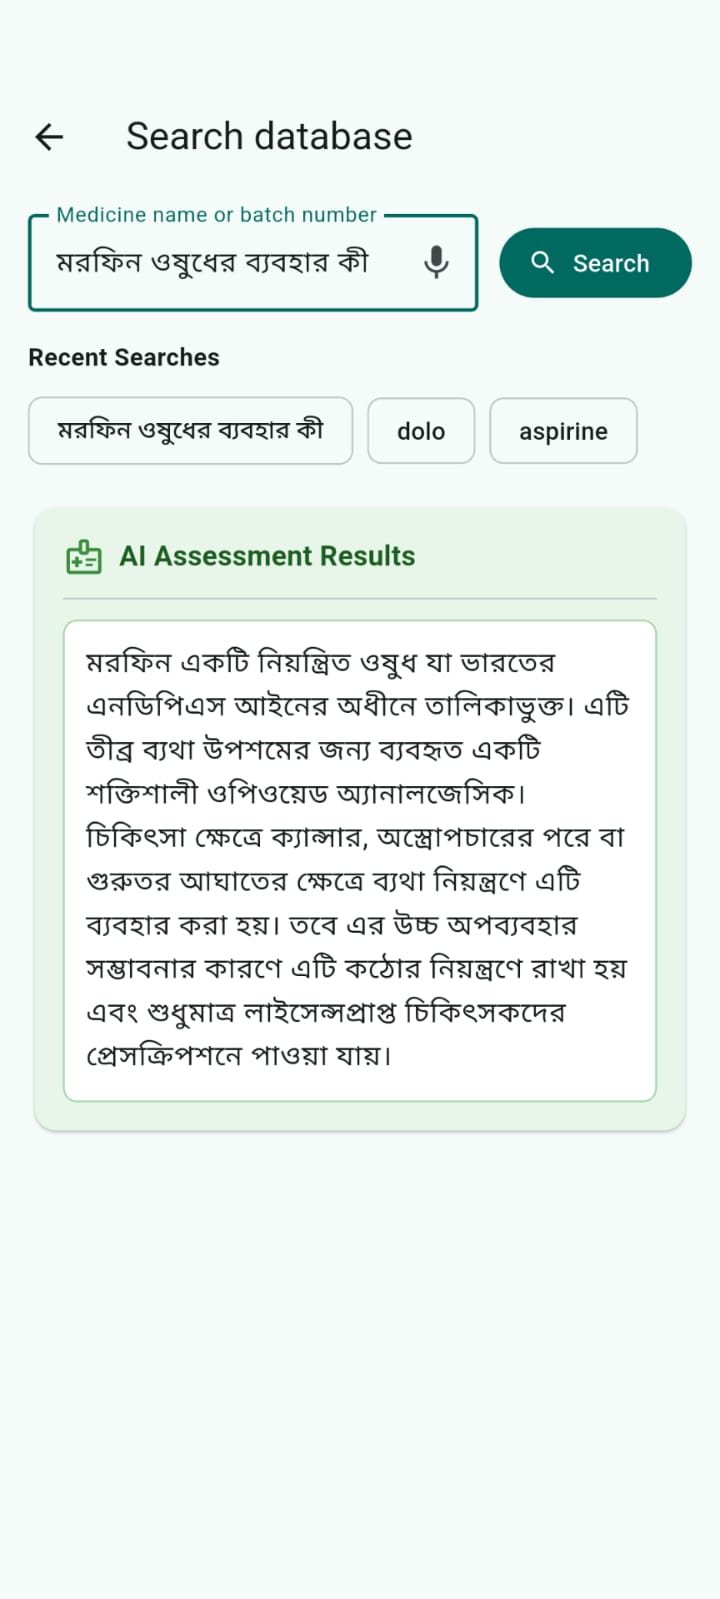 Search database
Medicine name or batch number
মরফিন ওষুধের ব্যবহার কী
Search
Recent Searches
মরফিন ওষুধের ব্যবহার কী
dolo
aspirine
AI Assessment Results
মরফিন একটি নিয়ন্ত্রিত ওষুধ যা ভারতের
এনডিপিএস আইনের অধীনে তালিকাভুক্ত। এটি
তীব্র ব্যথা উপশমের জন্য ব্যবহৃত একটি
শক্তিশালী ওপিওয়েড অ্যানালজেসিক।
চিকিৎসা ক্ষেত্রে ক্যান্সার, অস্ত্রোপচারের পরে বা
গুরুতর আঘাতের ক্ষেত্রে ব্যথা নিয়ন্ত্রণে এটি
ব্যবহার করা হয়। তবে এর উচ্চ অপব্যবহার
সম্ভাবনার কারণে এটি কঠোর নিয়ন্ত্রণে রাখা হয়
এবং শুধুমাত্র লাইসেন্সপ্রাপ্ত চিকিৎসকদের
প্রেসক্রিপশনে পাওয়া যায়।